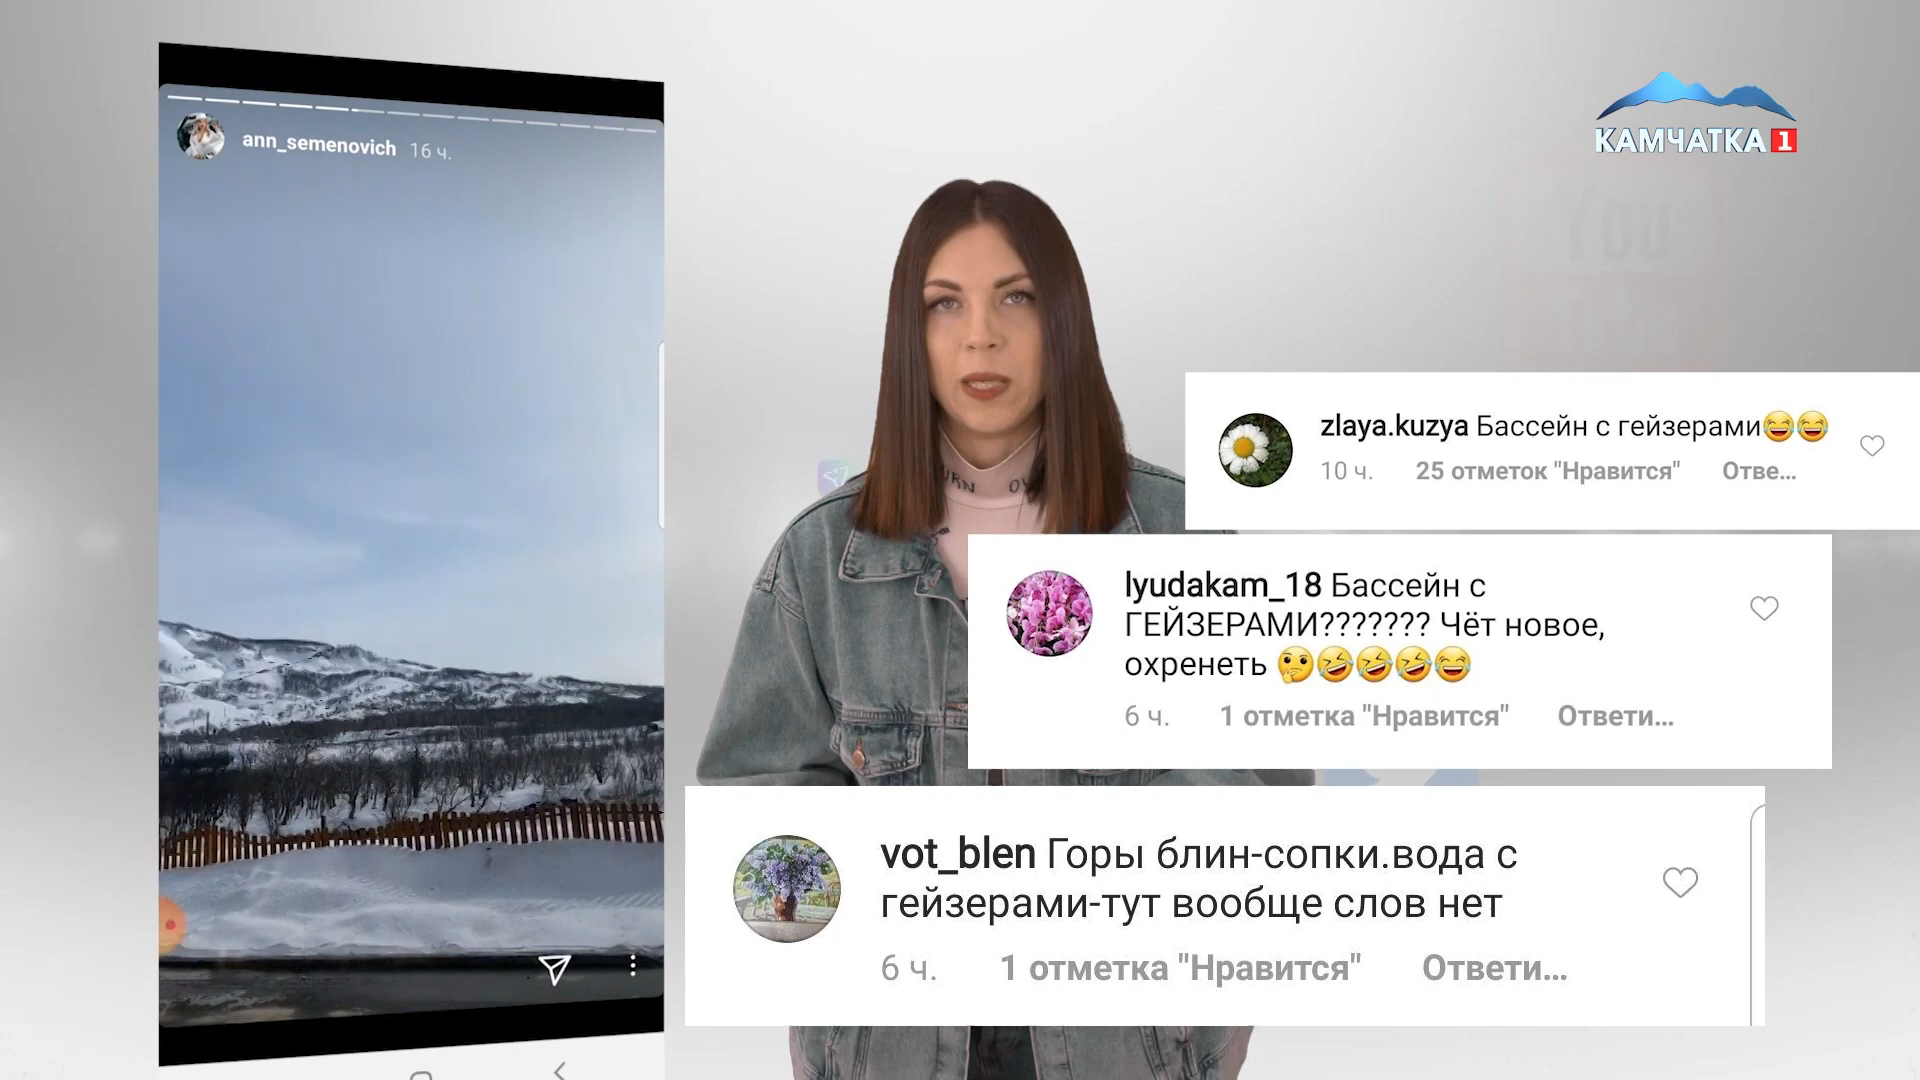 ann_semenovich 16 ч.
КАМЧАТКА 1
You
URN
zlaya.kuzya Бассейн с гейзерами😂😂
10 ч. 25 отметок "Нравится" Отве...
lyudakam_18 Бассейн с
ГЕЙЗЕРАМИ??????? Чёт новое,
охренеть 🤔🤣🤣🤣😂
6 ч. 1 отметка "Нравится" Ответи...
vot_blen Горы блин-сопки.вода с
гейзерами-тут вообще слов нет
6 ч. 1 отметка "Нравится" Ответи...